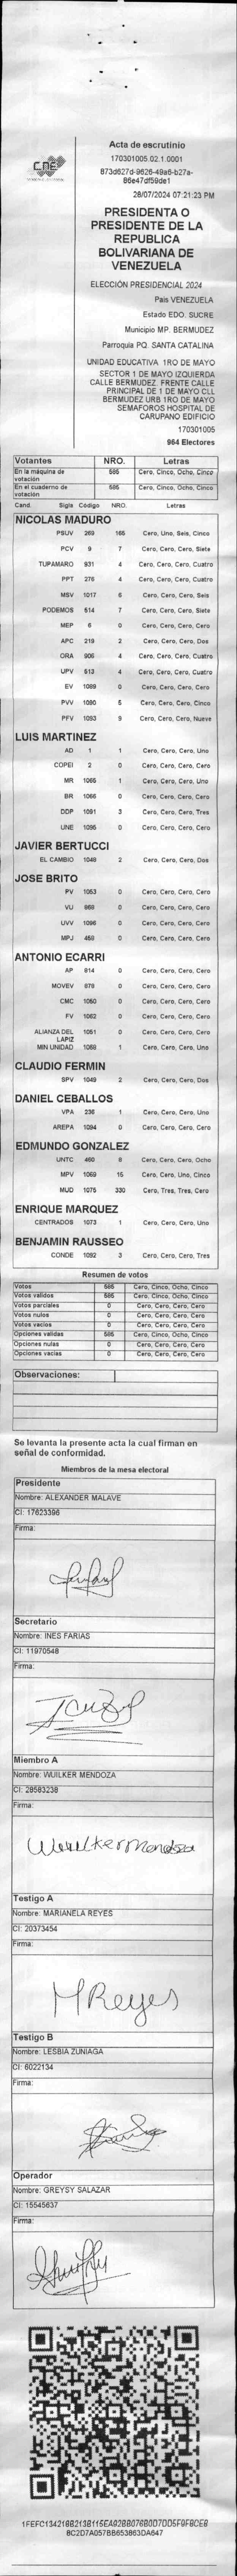 CNE
Acta de escrutinio
170301005.02.1.0001
873d627d-9626-49a6-b27a-
86e47df59de1
28/07/2024 07:21:23 PM
PRESIDENTA O
PRESIDENTE DE LA
REPUBLICA
BOLIVARIANA DE
VENEZUELA
ELECCIÓN PRESIDENCIAL 2024
Pais VENEZUELA
Estado EDO. SUCRE
Municipio MP. BERMUDEZ
Parroquia PQ. SANTA CATALINA
UNIDAD EDUCATIVA 1RO DE MAYO
SECTOR 1 DE MAYO IZQUIERDA
CALLE BERMUDEZ. FRENTE CALLE
PRINCIPAL DE 1 DE MAYO CLL
BERMUDEZ URB 1RO DE MAYO
SEMAFOROS HOSPITAL DE
CARUPANO EDIFICIO
170301005
964 Electores
Votantes NRO. Letras
En la máquina de votación 585 Cero, Cinco, Ocho, Cinco
En el cuaderno de votación 585 Cero, Cinco, Ocho, Cinco
Cand. Sigla Código NRO. Letras
NICOLAS MADURO
PSUV 269 165 Cero, Uno, Seis, Cinco
PCV 9 7 Cero, Cero, Cero, Siete
TUPAMARO 931 4 Cero, Cero, Cero, Cuatro
PPT 276 4 Cero, Cero, Cero, Cuatro
MSV 1017 6 Cero, Cero, Cero, Seis
PODEMOS 514 7 Cero, Cero, Cero, Siete
MEP 6 0 Cero, Cero, Cero, Cero
APC 219 2 Cero, Cero, Cero, Dos
ORA 906 4 Cero, Cero, Cero, Cuatro
UPV 513 4 Cero, Cero, Cero, Cuatro
EV 1089 0 Cero, Cero, Cero, Cero
PVV 1090 5 Cero, Cero, Cero, Cinco
PFV 1093 9 Cero, Cero, Cero, Nueve
LUIS MARTINEZ
AD 1 1 Cero, Cero, Cero, Uno
COPEI 2 0 Cero, Cero, Cero, Cero
MR 1065 1 Cero, Cero, Cero, Uno
BR 1066 0 Cero, Cero, Cero, Cero
DDP 1091 3 Cero, Cero, Cero, Tres
UNE 1095 0 Cero, Cero, Cero, Cero
JAVIER BERTUCCI
EL CAMBIO 1048 2 Cero, Cero, Cero, Dos
JOSE BRITO
PV 1053 0 Cero, Cero, Cero, Cero
VU 969 0 Cero, Cero, Cero, Cero
UVV 1096 0 Cero, Cero, Cero, Cero
MPJ 459 0 Cero, Cero, Cero, Cero
ANTONIO ECARRI
AP 814 0 Cero, Cero, Cero, Cero
MOVEV 979 0 Cero, Cero, Cero, Cero
CMC 1050 0 Cero, Cero, Cero, Cero
FV 1062 0 Cero, Cero, Cero, Cero
ALIANZA DEL LÁPIZ 1051 0 Cero, Cero, Cero, Cero
MIN UNIDAD 1058 1 Cero, Cero, Cero, Uno
CLAUDIO FERMIN
SPV 1049 2 Cero, Cero, Cero, Dos
DANIEL CEBALLOS
VPA 236 1 Cero, Cero, Cero, Uno
AREPA 1094 0 Cero, Cero, Cero, Cero
EDMUNDO GONZALEZ
UNTC 460 8 Cero, Cero, Cero, Ocho
MPV 1069 15 Cero, Cero, Uno, Cinco
MUD 1075 330 Cero, Tres, Tres, Cero
ENRIQUE MARQUEZ
CENTRADOS 1073 1 Cero, Cero, Cero, Uno
BENJAMIN RAUSSEO
CONDE 1092 3 Cero, Cero, Cero, Tres
Resumen de votos
Votos 585 Cero, Cinco, Ocho, Cinco
Votos validos 585 Cero, Cinco, Ocho, Cinco
Votos parciales 0 Cero, Cero, Cero, Cero
Votos nulos 0 Cero, Cero, Cero, Cero
Votos vacíos 0 Cero, Cero, Cero, Cero
Opciones validas 585 Cero, Cinco, Ocho, Cinco
Opciones nulas 0 Cero, Cero, Cero, Cero
Opciones vacias 0 Cero, Cero, Cero, Cero
Observaciones:
Se levanta la presente acta la cual firman en
señal de conformidad.
Miembros de la mesa electoral
Presidente
Nombre: ALEXANDER MALAVE
CI: 17623396
Firma:
Secretario
Nombre: INES FARIAS
CI: 11970548
Firma:
Miembro A
Nombre: WUILKER MENDOZA
CI: 28583238
Firma:
Wuilker Mendoza
Testigo A
Nombre: MARIANELA REYES
CI: 20373454
Firma:
MReyes
Testigo B
Nombre: LESBIA ZUNIAGA
CI: 6022134
Firma:
Operador
Nombre: GREYSY SALAZAR
CI: 15545637
Firma: